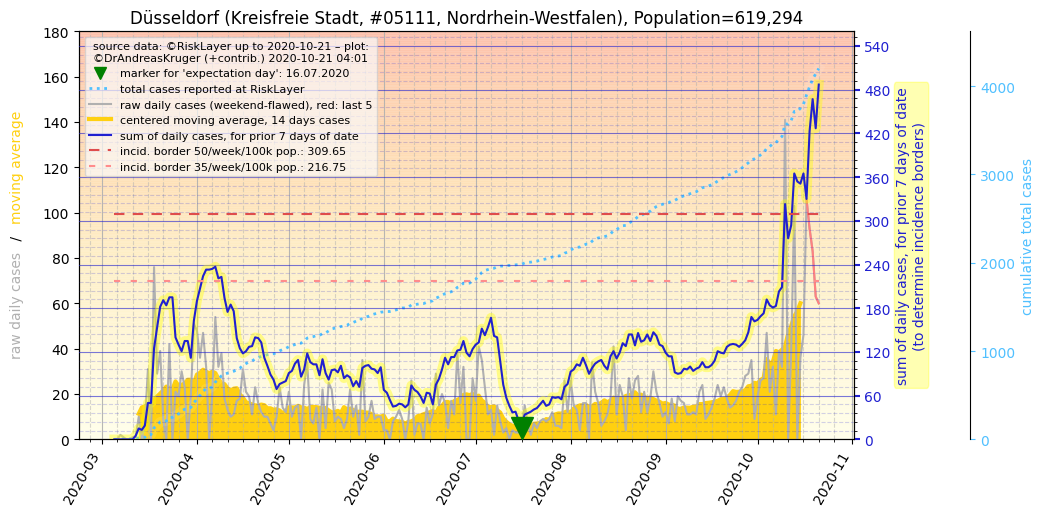 Düsseldorf (Kreisfreie Stadt, #05111, Nordrhein-Westfalen), Population=619,294
source data: ©RiskLayer up to 2020-10-21 – plot:
©DrAndreasKruger (+contrib.) 2020-10-21 04:01
marker for 'expectation day': 16.07.2020
total cases reported at RiskLayer
raw daily cases (weekend-flawed), red: last 5
centered moving average, 14 days cases
sum of daily cases, for prior 7 days of date
incid. border 50/week/100k pop.: 309.65
incid. border 35/week/100k pop.: 216.75
raw daily cases / moving average
180
160
140
120
100
80
60
40
20
0
540
480
420
360
300
240
180
120
60
0
sum of daily cases, for prior 7 days of date
(to determine incidence borders)
4000
3000
2000
1000
0
cumulative total cases
2020-03
2020-04
2020-05
2020-06
2020-07
2020-08
2020-09
2020-10
2020-11